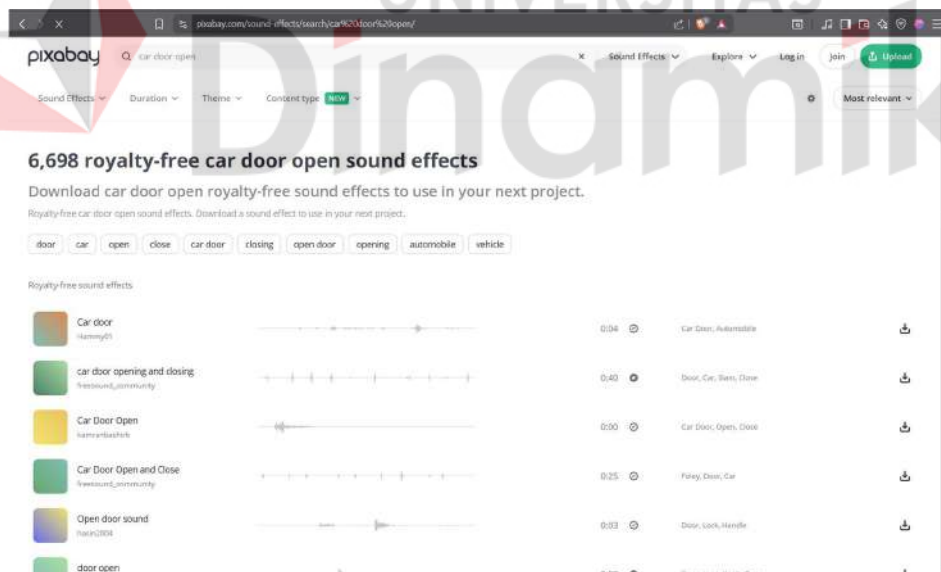 UNIVERSITAS
Dinamik
pixabay.com/sound-effects/search/car%20door%20open/
pixabay
car door open
Sound Effects
Explore
Log in
Join
Upload
Sound Effects
Duration
Theme
Content type NEW
Most relevant
6,698 royalty-free car door open sound effects
Download car door open royalty-free sound effects to use in your next project.
Royalty-free car door open sound effects. Download a sound effect to use in your next project.
door car open close car door closing open door opening automobile vehicle
Royalty-free sound effects
Car door
0:04
Car Door, Automobile
car door opening and closing
freesound_community
0:40
Door, Car, Slam, Close
Car Door Open
0:00
Car Door, Open, Close
Car Door Open and Close
freesound_community
0:25
Foley, Door, Car
Open door sound
0:03
Door, Lock, Handle
door open